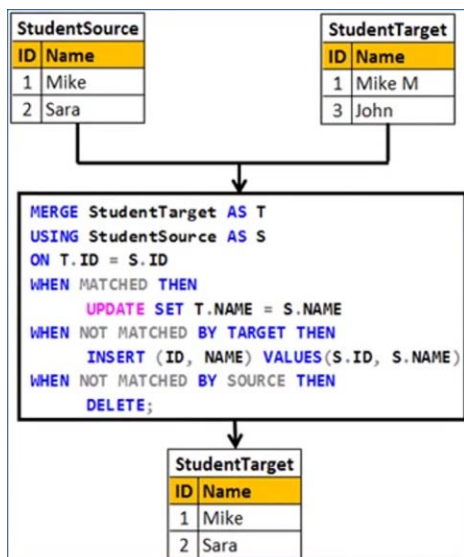 StudentSource
ID Name
1 Mike
2 Sara
StudentTarget
ID Name
1 Mike M
3 John
MERGE StudentTarget AS T
USING StudentSource AS S
ON T.ID = S.ID
WHEN MATCHED THEN
UPDATE SET T.NAME = S.NAME
WHEN NOT MATCHED BY TARGET THEN
INSERT (ID, NAME) VALUES(S.ID, S.NAME)
WHEN NOT MATCHED BY SOURCE THEN
DELETE;
StudentTarget
ID Name
1 Mike
2 Sara